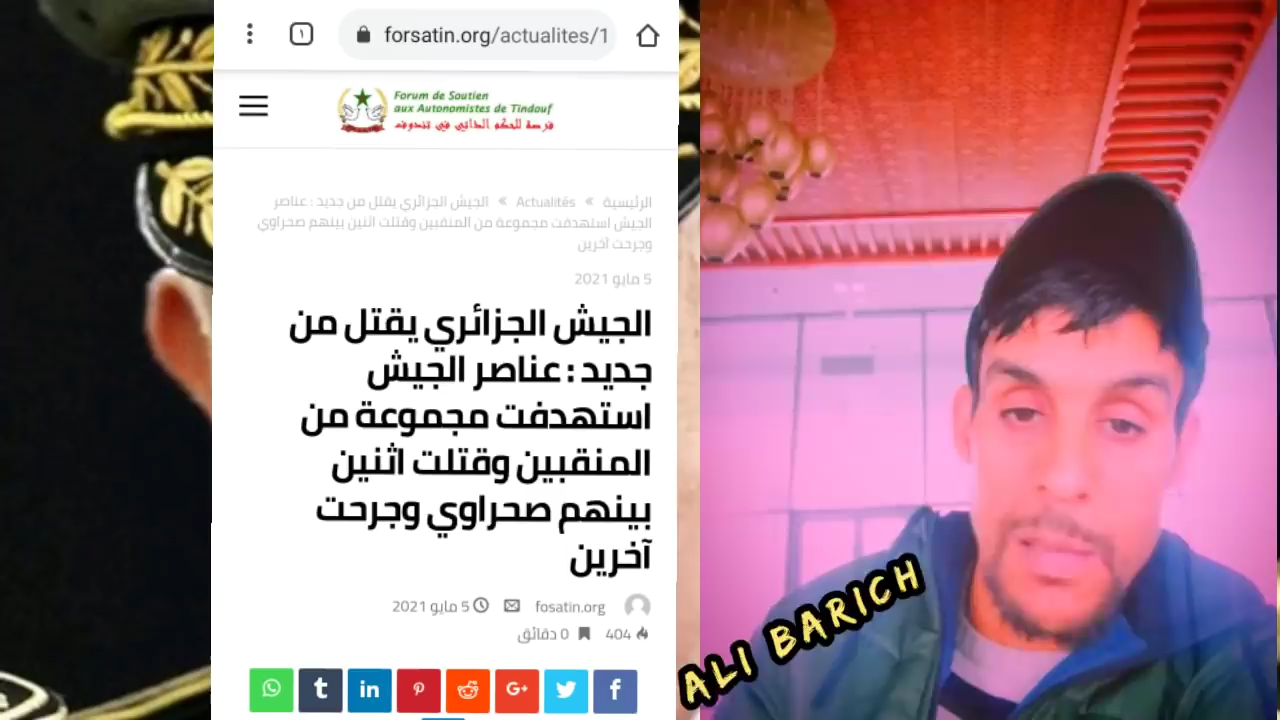 ١
forsatin.org/actualites/1
Forum de Soutien
aux Autonomistes de Tindouf
فرصة للحكم الذاتي في تندوف
الرئيسية » Actualités » الجيش الجزائري يقتل من جديد : عناصر
الجيش استهدفت مجموعة من المنقبين وقتلت اثنين بينهم صحراوي
وجرحت آخرين
5 مايو 2021
الجيش الجزائري يقتل من
جديد : عناصر الجيش
استهدفت مجموعة من
المنقبين وقتلت اثنين
بينهم صحراوي وجرحت
آخرين
fosatin.org 5 مايو 2021
404 0 دقائق
t in G+ f
ALI BARICH